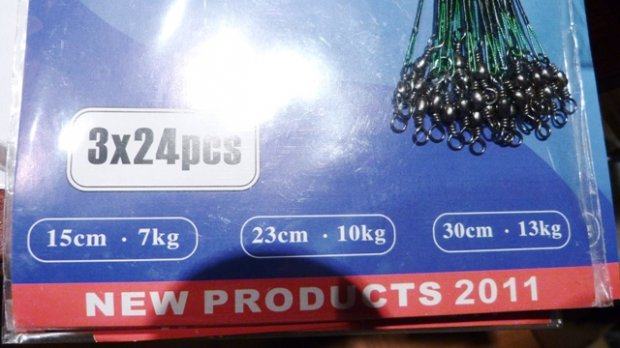 3x24pcs
15cm · 7kg
23cm · 10kg
30cm · 13kg
NEW PRODUCTS 2011